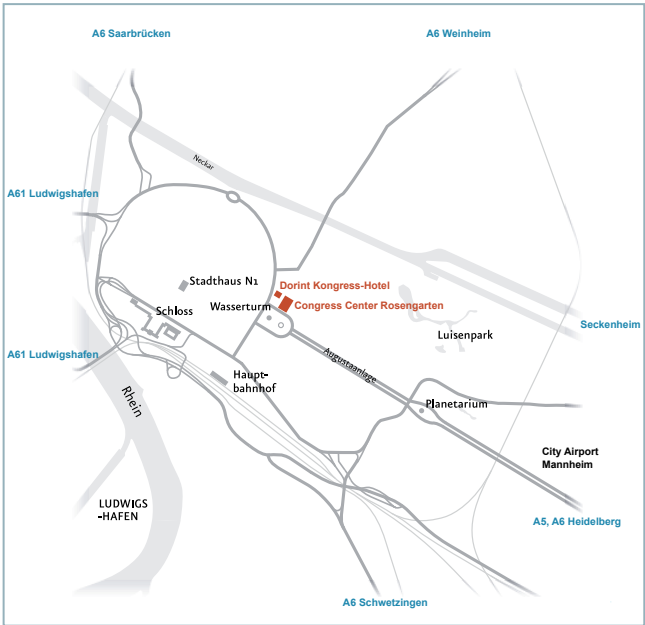 A6 Saarbrücken
A6 Weinheim
Neckar
A61 Ludwigshafen
Stadthaus N1
Dorint Kongress-Hotel
Congress Center Rosengarten
Wasserturm
Schloss
Seckenheim
Luisenpark
A61 Ludwigshafen
Augustaanlage
Haupt-
bahnhof
Rhein
Planetarium
City Airport
Mannheim
LUDWIGS
-HAFEN
A5, A6 Heidelberg
A6 Schwetzingen